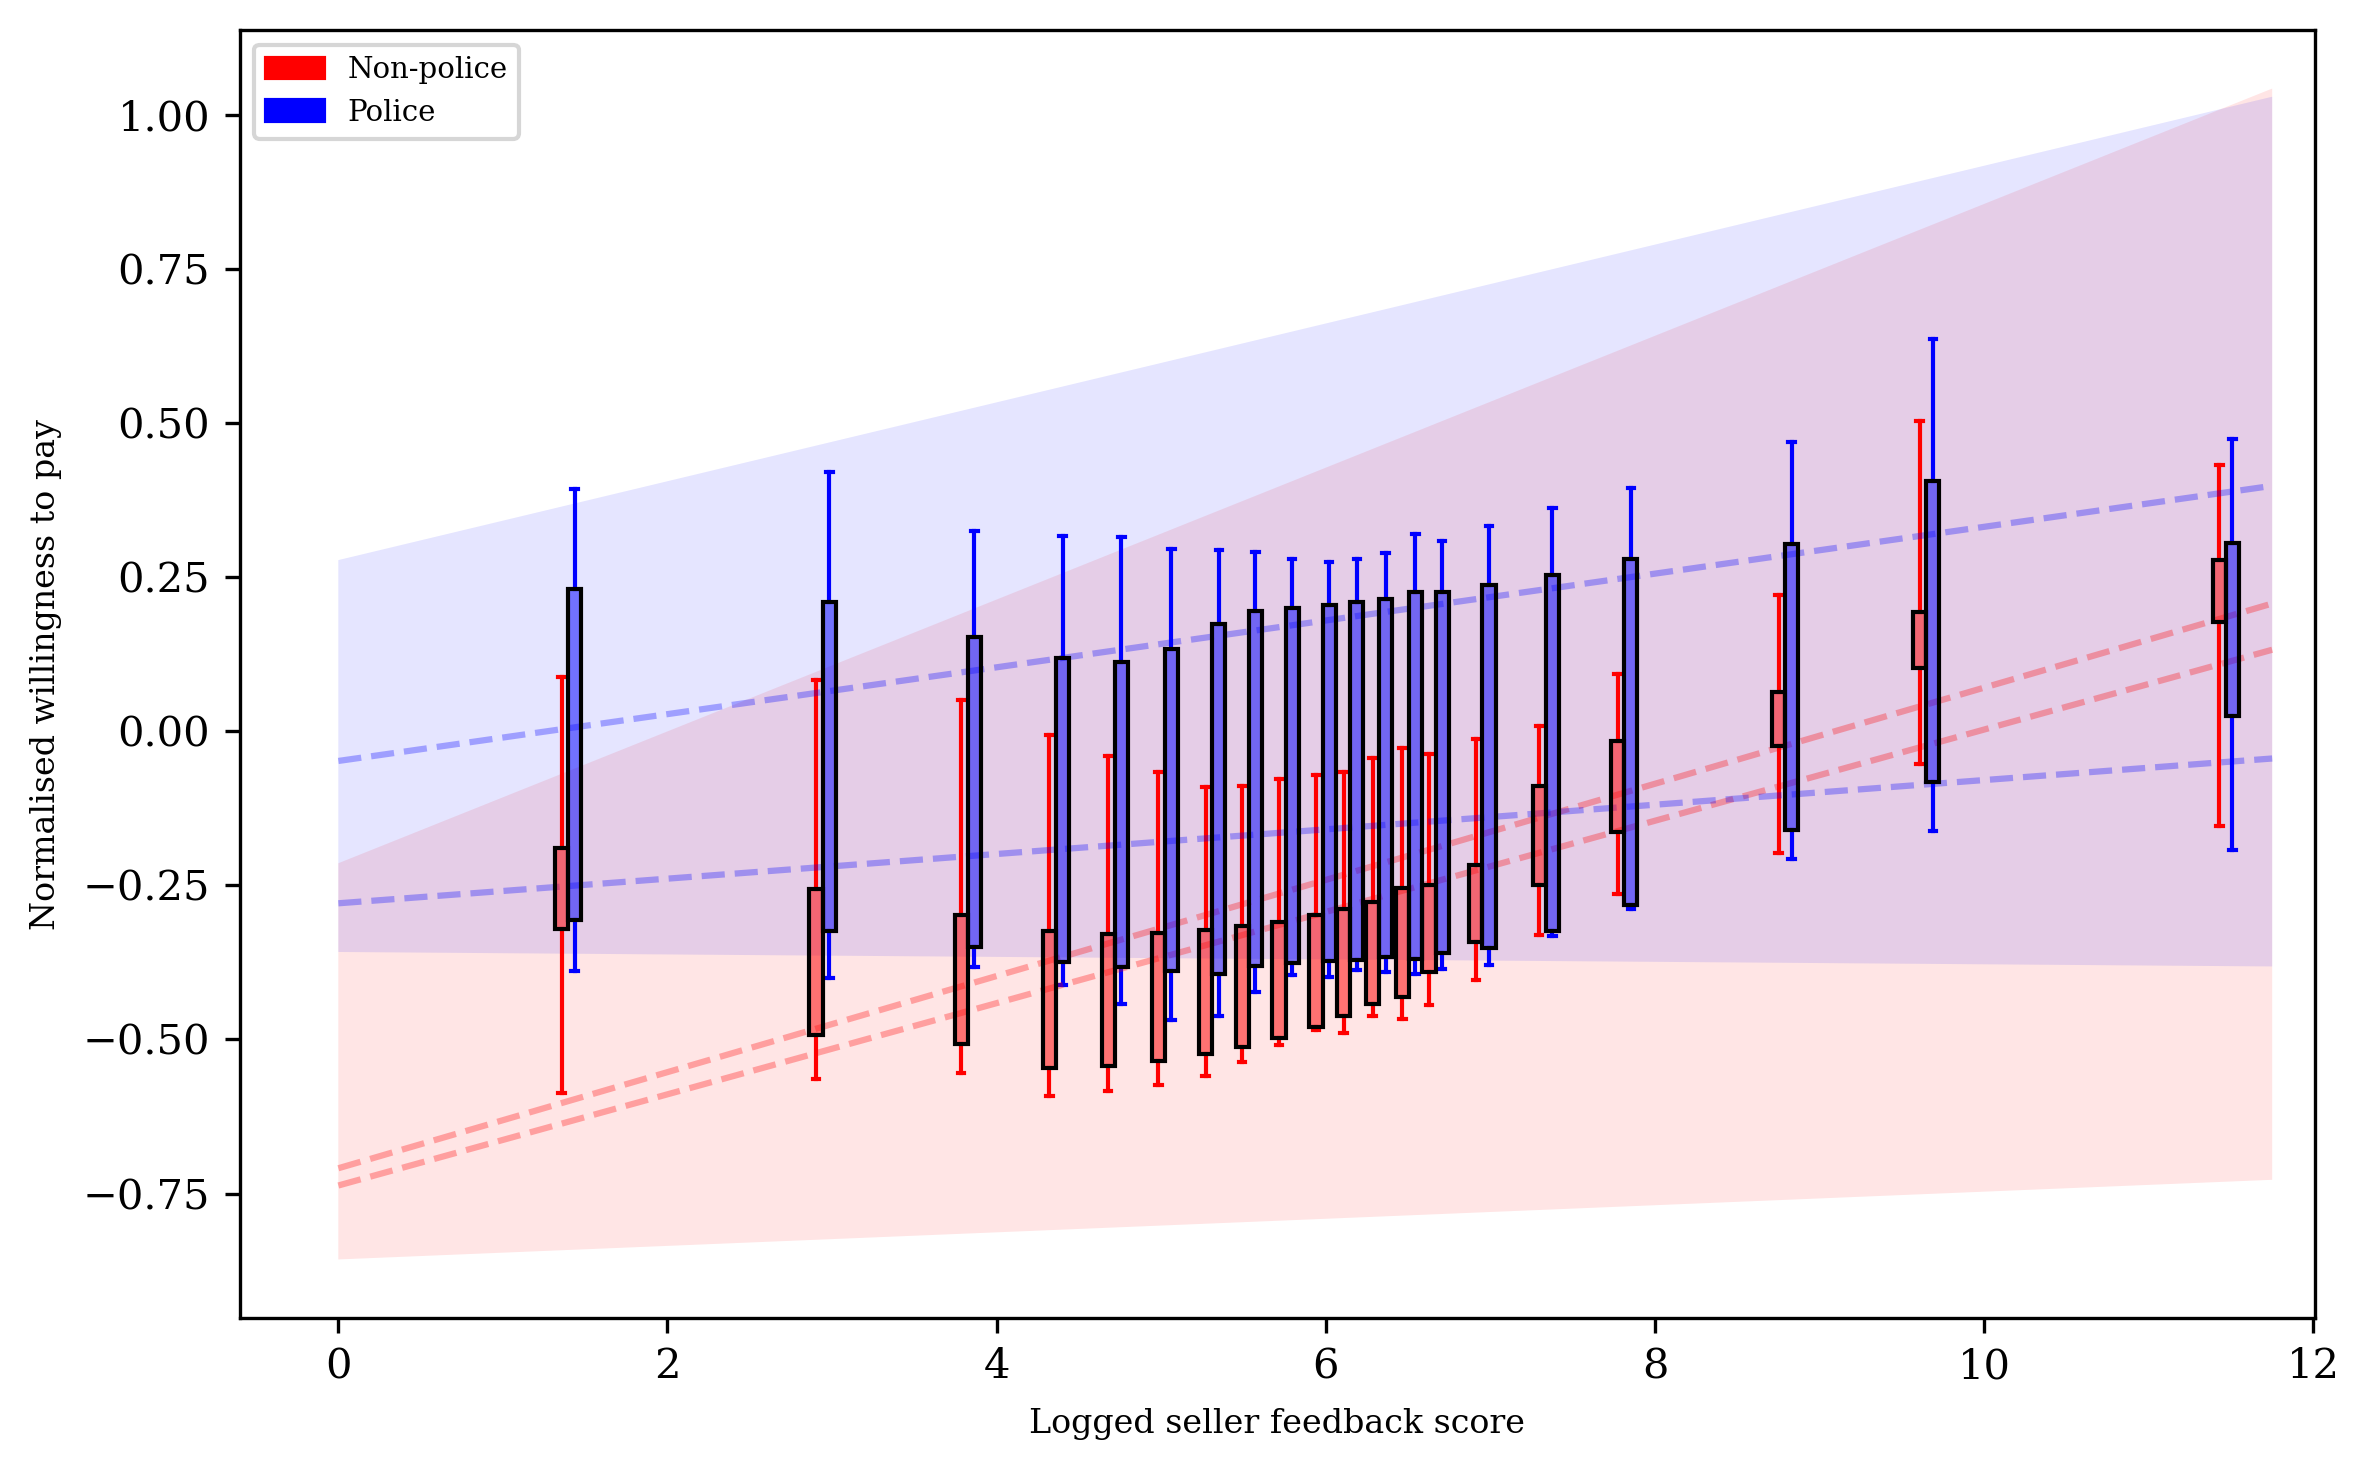 Non-police
Police
1.00
0.75
0.50
0.25
0.00
−0.25
−0.50
−0.75
Normalised willingness to pay
0 2 4 6 8 10 12
Logged seller feedback score